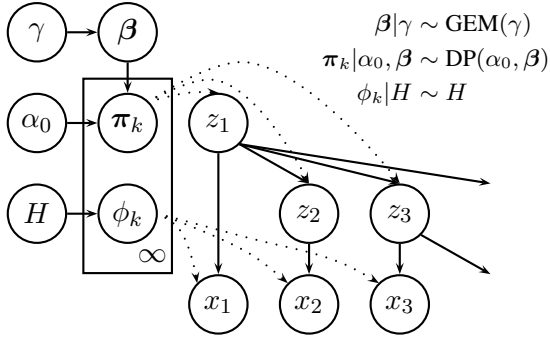 γ β
β|γ ∼ GEM(γ)
π_k|α_0, β ∼ DP(α_0, β)
ϕ_k|H ∼ H
α_0 π_k z_1
H ϕ_k z_2 z_3
∞
x_1 x_2 x_3